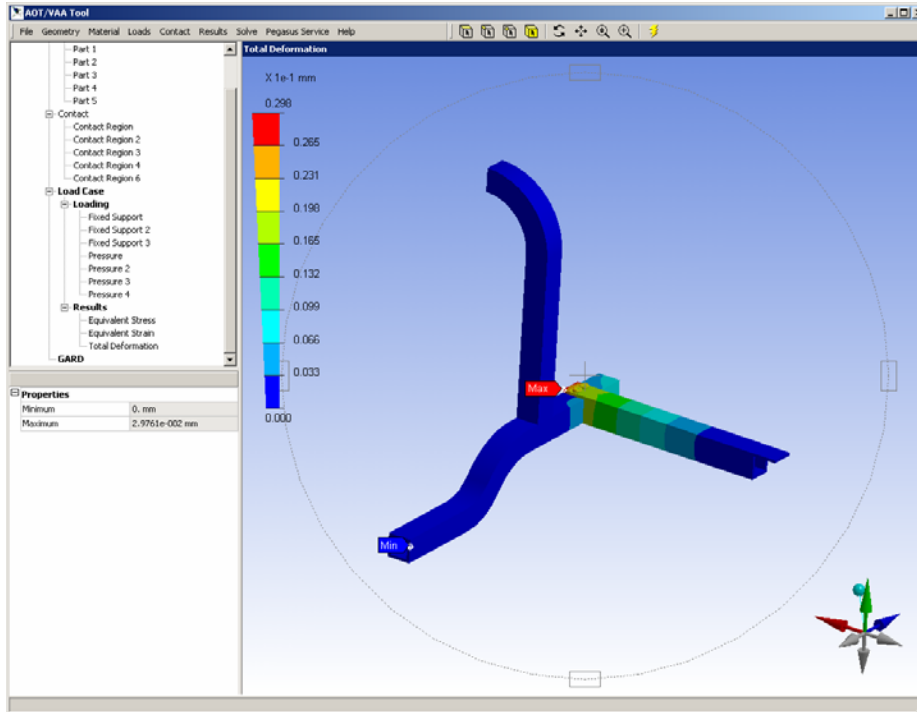 AOT/VAA Tool
File Geometry Material Loads Contact Results Solve Pegasus Service Help
Part 1
Part 2
Part 3
Part 4
Part 5
Contact
Contact Region
Contact Region 2
Contact Region 3
Contact Region 4
Contact Region 6
Load Case
Loading
Fixed Support
Fixed Support 2
Fixed Support 3
Pressure
Pressure 2
Pressure 3
Pressure 4
Results
Equivalent Stress
Equivalent Strain
Total Deformation
GARD
Properties
Minimum 0. mm
Maximum 2.9761e-002 mm
Total Deformation
X 1e-1 mm
0.298
0.265
0.231
0.198
0.165
0.132
0.099
0.066
0.033
0.000
Max
Min